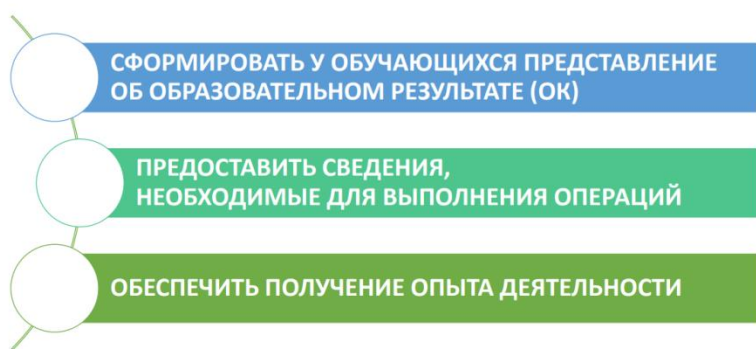 СФОРМИРОВАТЬ У ОБУЧАЮЩИХСЯ ПРЕДСТАВЛЕНИЕ
ОБ ОБРАЗОВАТЕЛЬНОМ РЕЗУЛЬТАТЕ (ОК)
ПРЕДОСТАВИТЬ СВЕДЕНИЯ,
НЕОБХОДИМЫЕ ДЛЯ ВЫПОЛНЕНИЯ ОПЕРАЦИЙ
ОБЕСПЕЧИТЬ ПОЛУЧЕНИЕ ОПЫТА ДЕЯТЕЛЬНОСТИ